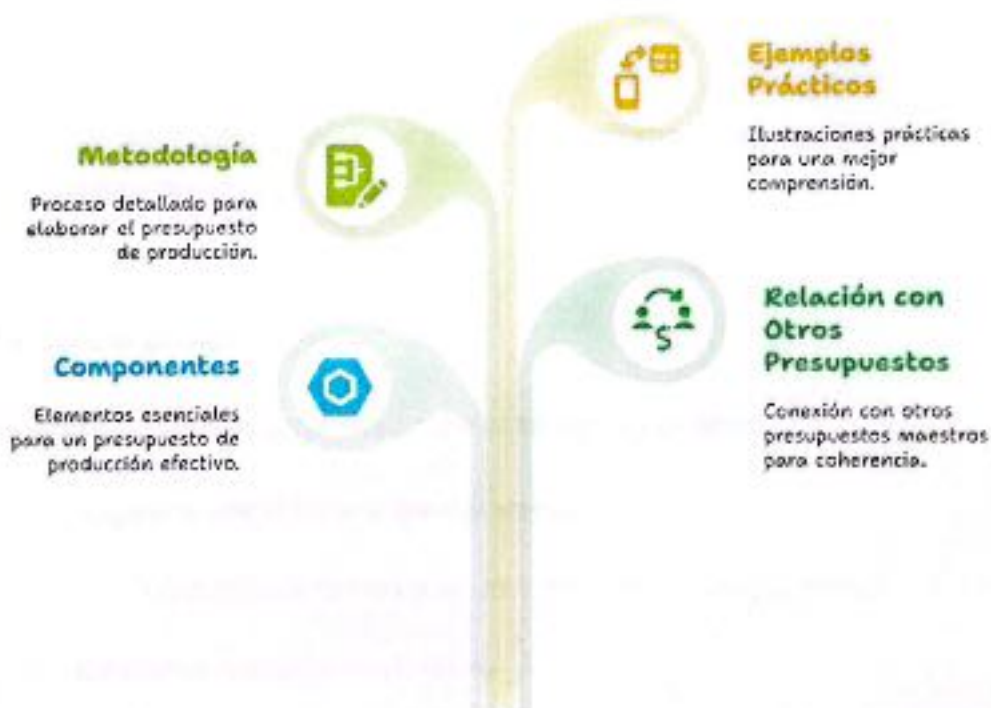 Ejemplos
Prácticos
Ilustraciones prácticas
para una mejor
comprensión.
Metodología
Proceso detallado para
elaborar el presupuesto
de producción.
Relación con
Otros
Presupuestos
Conexión con otros
presupuestos maestros
para coherencia.
Componentes
Elementos esenciales
para un presupuesto de
producción efectivo.